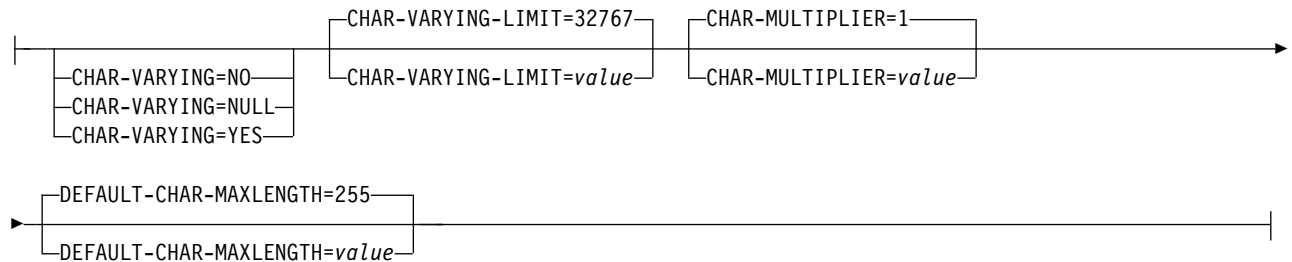 CHAR-VARYING-LIMIT=32767 CHAR-MULTIPLIER=1
CHAR-VARYING=NO CHAR-VARYING-LIMIT=value CHAR-MULTIPLIER=value
CHAR-VARYING=NULL
CHAR-VARYING=YES
DEFAULT-CHAR-MAXLENGTH=255
DEFAULT-CHAR-MAXLENGTH=value